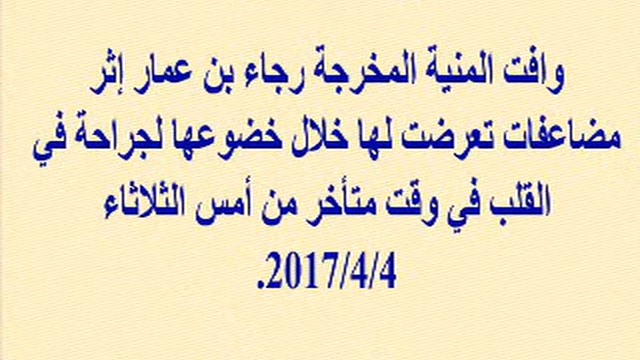 وافت المنية المخرجة رجاء بن عمار إثر
مضاعفات تعرضت لها خلال خضوعها لجراحة في
القلب في وقت متأخر من أمس الثلاثاء
2017/4/4.